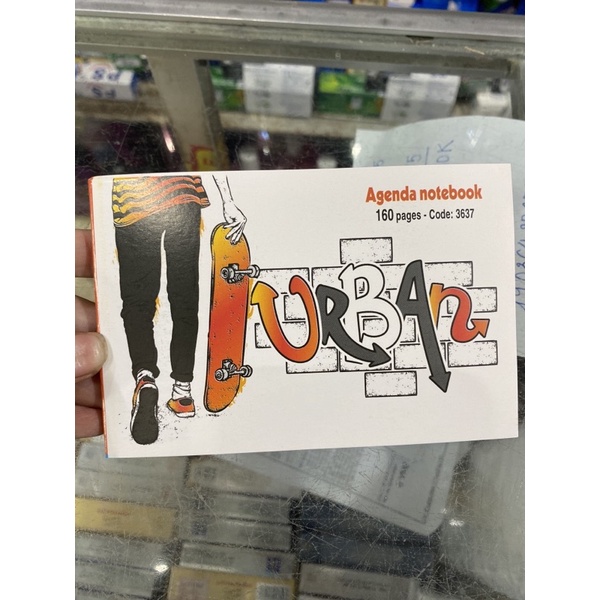 Agenda notebook
160 pages - Code: 3637
URBAn